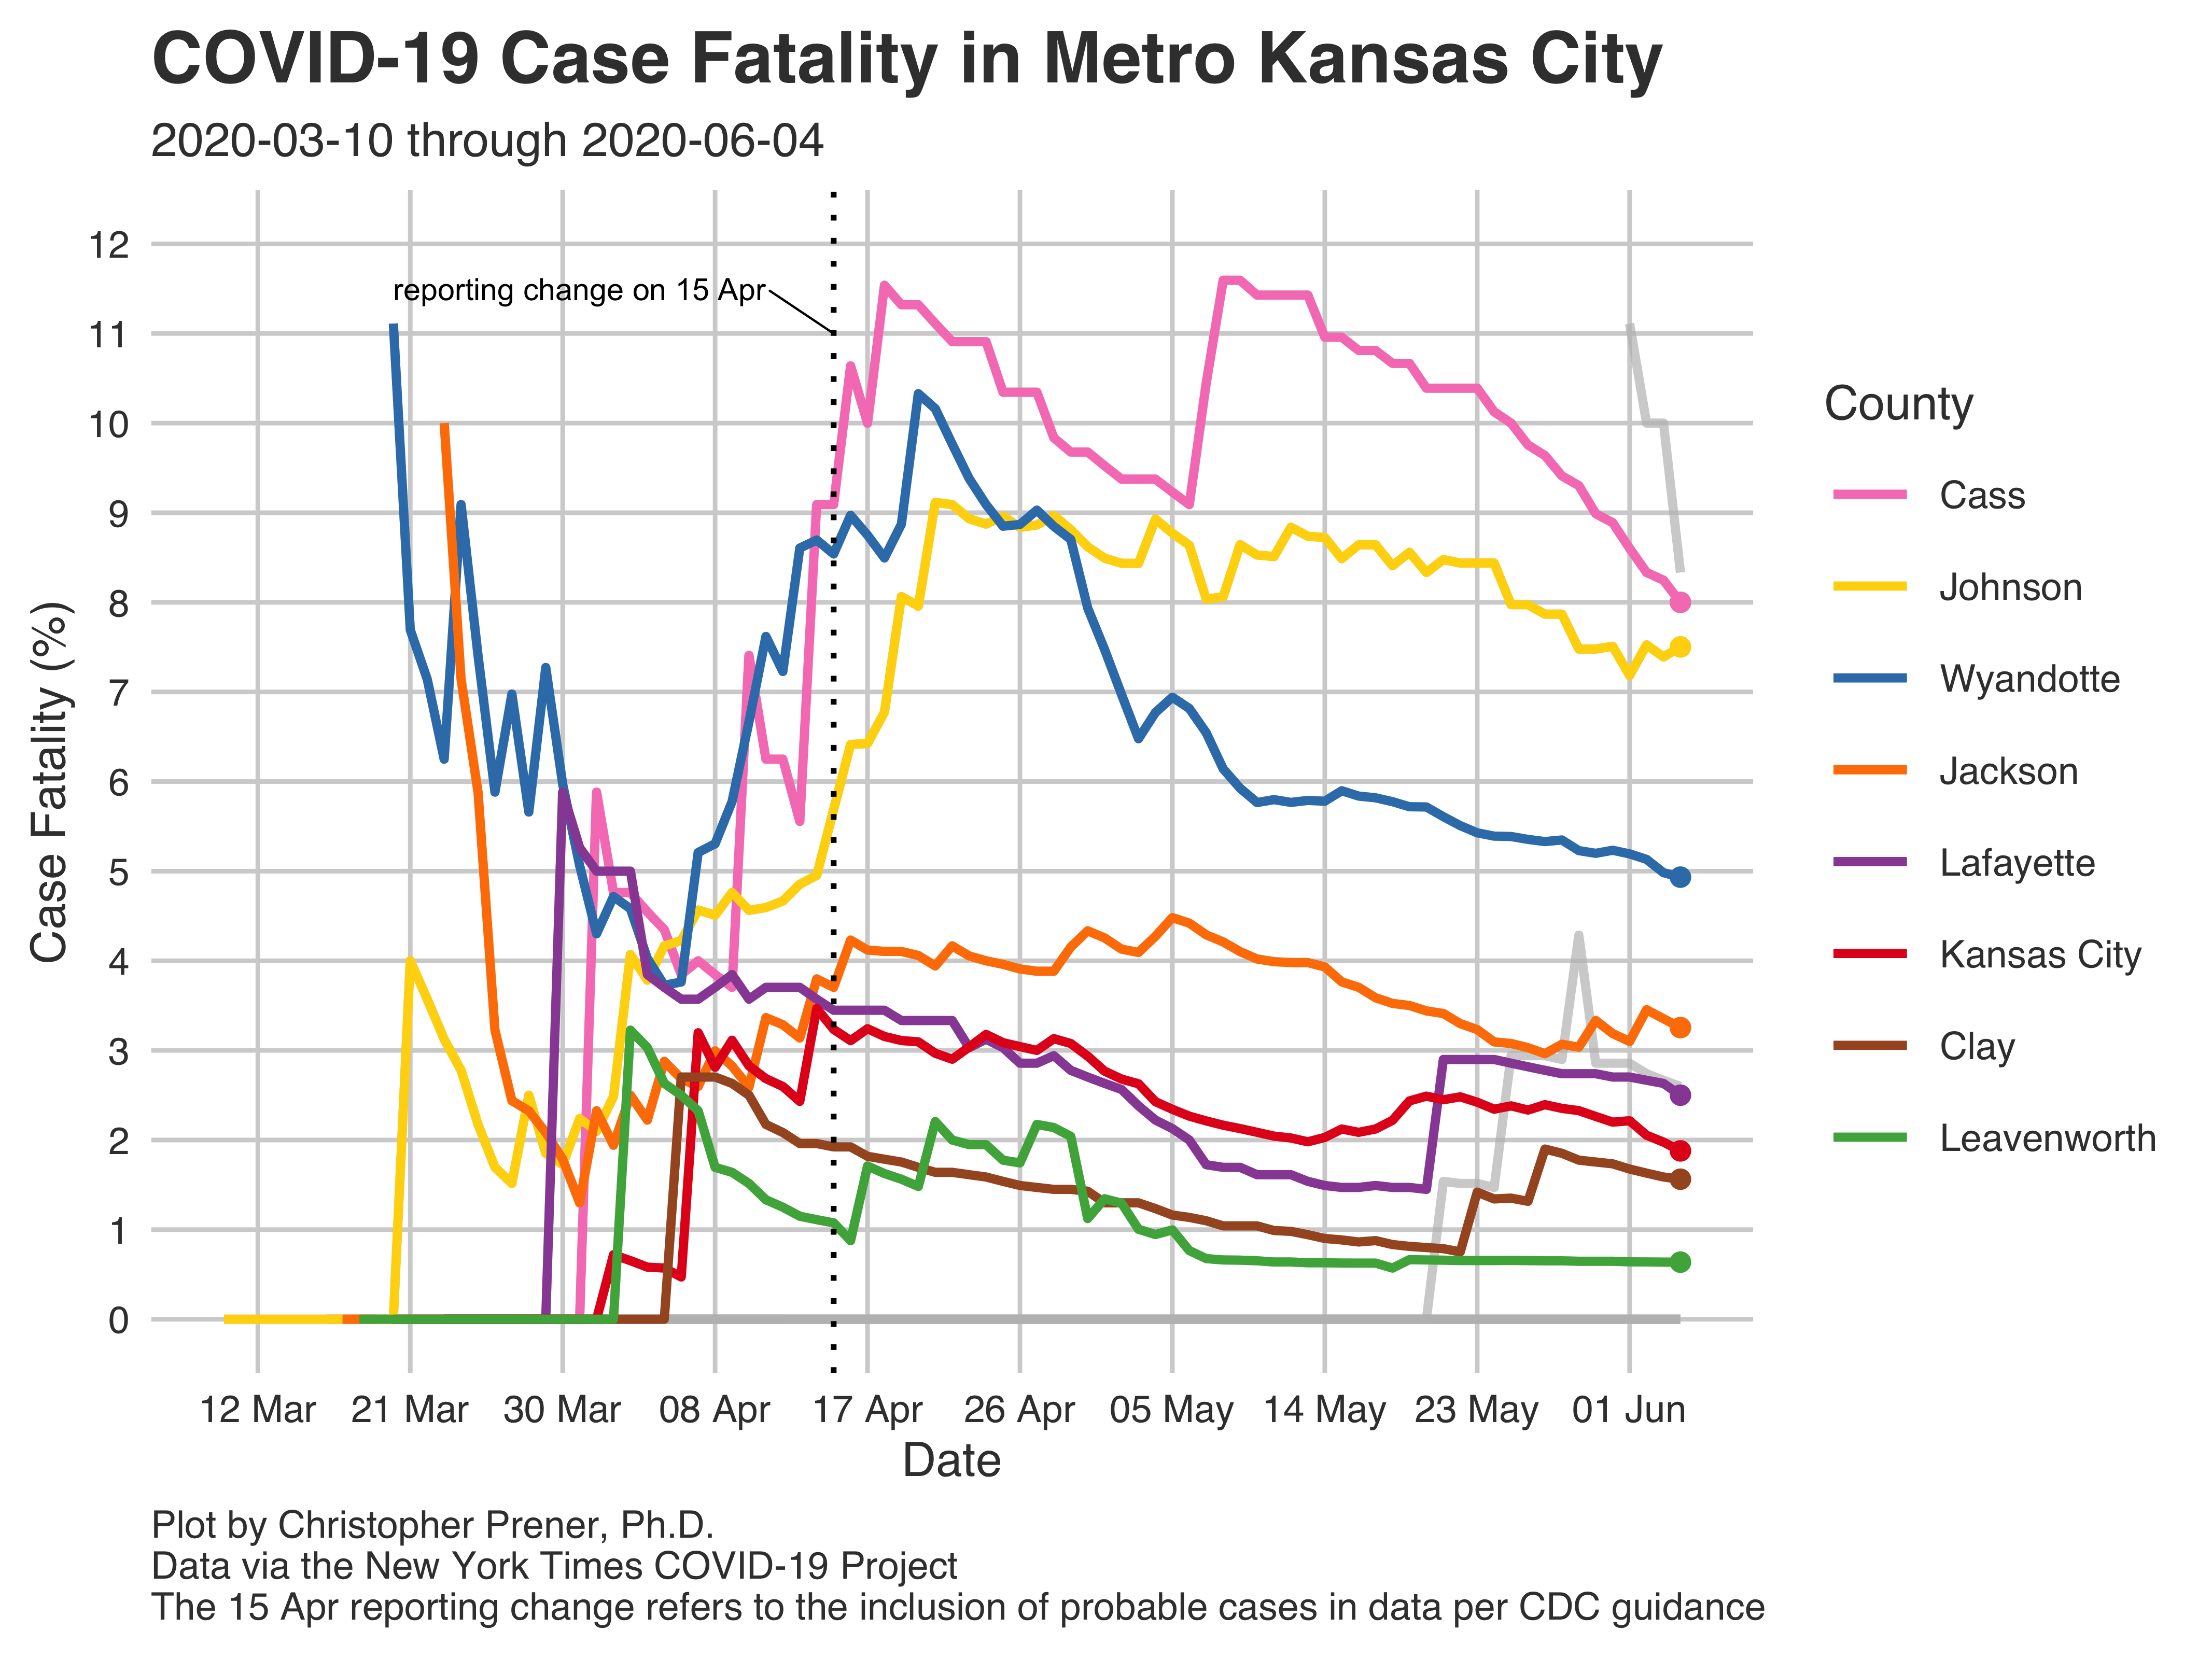 COVID-19 Case Fatality in Metro Kansas City
2020-03-10 through 2020-06-04
12
11
10
9
8
7
6
5
4
3
2
1
0
Case Fatality (%)
reporting change on 15 Apr
12 Mar
21 Mar
30 Mar
08 Apr
17 Apr
26 Apr
05 May
14 May
23 May
01 Jun
Date
County
Cass
Johnson
Wyandotte
Jackson
Lafayette
Kansas City
Clay
Leavenworth
Plot by Christopher Prener, Ph.D.
Data via the New York Times COVID-19 Project
The 15 Apr reporting change refers to the inclusion of probable cases in data per CDC guidance